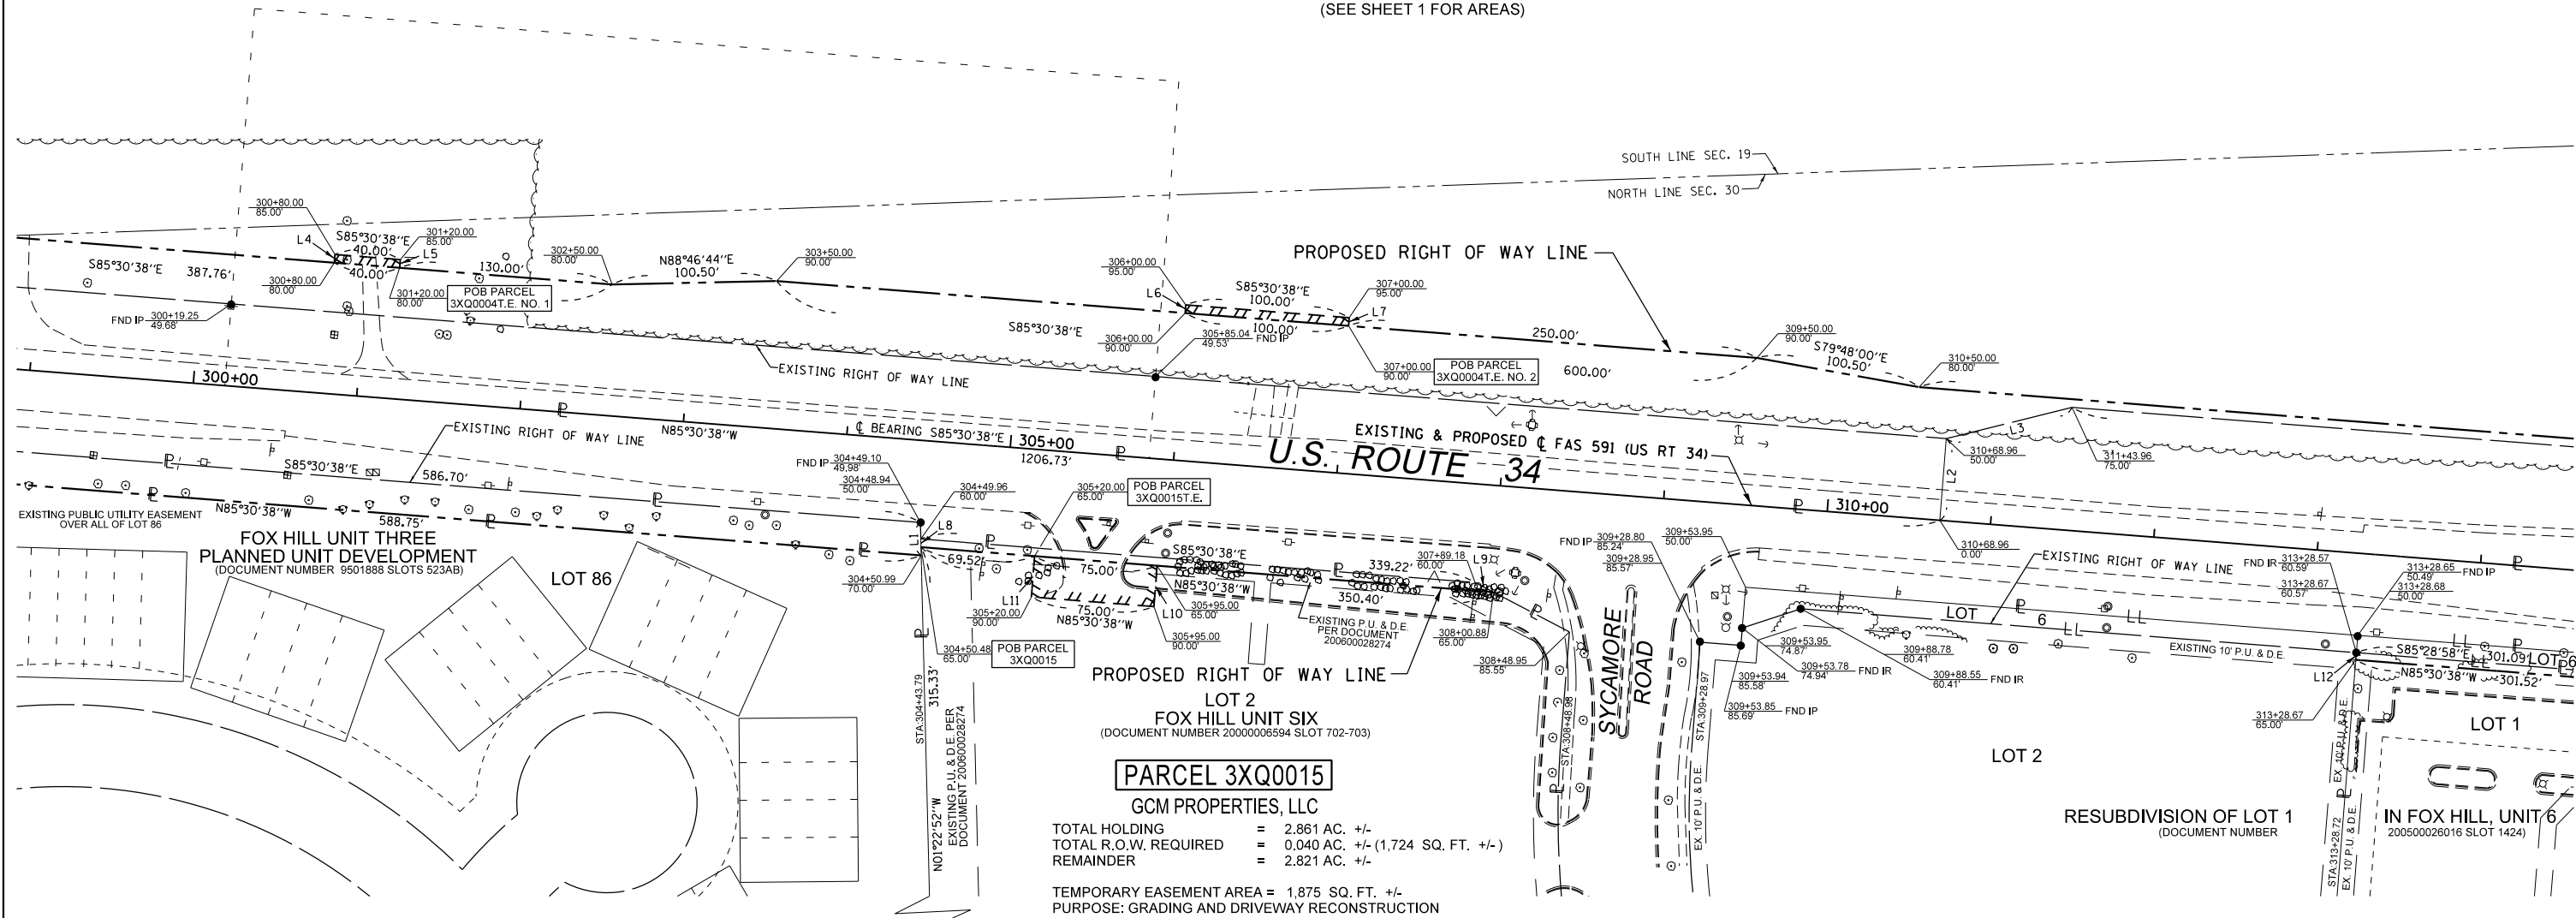 (SEE SHEET 1 FOR AREAS)
SOUTH LINE SEC. 19
NORTH LINE SEC. 30
300+80.00
85.00'
L4
S85°30'38"E
40.00'
40.00'
301+20.00
85.00'
L5
S85°30'38"E 387.76'
300+80.00
80.00'
301+20.00
80.00'
POB PARCEL
3XQ0004T.E. NO. 1
130.00'
302+50.00
80.00'
N88°46'44"E
100.50'
303+50.00
90.00'
FND IP 300+19.25
49.68'
S85°30'38"E
306+00.00
95.00'
L6
S85°30'38"E
100.00'
100.00'
307+00.00
95.00'
L7
306+00.00
90.00'
305+85.04 FND IP
49.53'
307+00.00
90.00'
POB PARCEL
3XQ0004T.E. NO. 2
PROPOSED RIGHT OF WAY LINE
250.00'
600.00'
309+50.00
90.00'
S79°48'00"E
100.50'
310+50.00
80.00'
EXISTING RIGHT OF WAY LINE
300+00
N85°30'38"W
℄ BEARING S85°30'38"E
305+00
1206.73'
U.S. ROUTE 34
EXISTING & PROPOSED ℄ FAS 591 (US RT 34)
310+00
L3
L2
310+68.96
50.00'
311+43.96
75.00'
310+68.96
0.00'
EXISTING RIGHT OF WAY LINE
S85°30'38"E
586.70'
N85°30'38"W
588.75'
EXISTING PUBLIC UTILITY EASEMENT
OVER ALL OF LOT 86
FOX HILL UNIT THREE
PLANNED UNIT DEVELOPMENT
(DOCUMENT NUMBER 9501888 SLOTS 523AB)
LOT 86
FND IP 304+49.10
49.98'
304+48.94
50.00'
304+49.96
60.00'
L1
L8
69.52'
304+50.99
70.00'
304+50.48
65.00'
POB PARCEL
3XQ0015
305+20.00
65.00'
POB PARCEL
3XQ0015T.E.
75.00'
L11
305+20.00
90.00'
75.00'
N85°30'38"W
L10
S85°30'38"E
339.22'
N85°30'38"W
350.40'
305+95.00
65.00'
305+95.00
90.00'
EXISTING P.U. & D.E.
PER DOCUMENT
200600028274
307+89.18
60.00'
L9
308+00.88
65.00'
308+48.95
85.55'
PROPOSED RIGHT OF WAY LINE
STA:304+43.79
315.33'
N01°22'52"W
EXISTING P.U. & D.E. PER
DOCUMENT 200600028274
LOT 2
FOX HILL UNIT SIX
(DOCUMENT NUMBER 20000006594 SLOT 702-703)
PARCEL 3XQ0015
GCM PROPERTIES, LLC
TOTAL HOLDING = 2.861 AC. +/-
TOTAL R.O.W. REQUIRED = 0.040 AC. +/- (1,724 SQ. FT. +/-)
REMAINDER = 2.821 AC. +/-
TEMPORARY EASEMENT AREA = 1,875 SQ. FT. +/-
PURPOSE: GRADING AND DRIVEWAY RECONSTRUCTION
STA:308+48.98
SYCAMORE
ROAD
FND IP 309+28.80
85.24'
309+28.95
85.57'
309+53.95
50.00'
STA:309+28.97
EX. 10' P.U. & D.E.
309+53.95
74.87'
309+53.78 FND IR
74.94'
309+53.94
85.58'
309+53.85 FND IP
85.69'
309+88.78
60.41'
309+88.55 FND IR
60.41'
EXISTING RIGHT OF WAY LINE
LOT 6
EXISTING 10' P.U. & D.E.
FND IR 313+28.57
60.59'
313+28.67
60.57'
313+28.65 FND IP
50.49'
313+28.68
50.00'
S85°28'58"E 301.09'
LOT 6
N85°30'38"W 301.52'
L12
313+28.67
65.00'
LOT 1
LOT 2
STA:313+28.72
EX. 10' P.U. & D.E.
EX. 10' P.U. & D.E.
RESUBDIVISION OF LOT 1 IN FOX HILL, UNIT 6
(DOCUMENT NUMBER 200500026016 SLOT 1424)